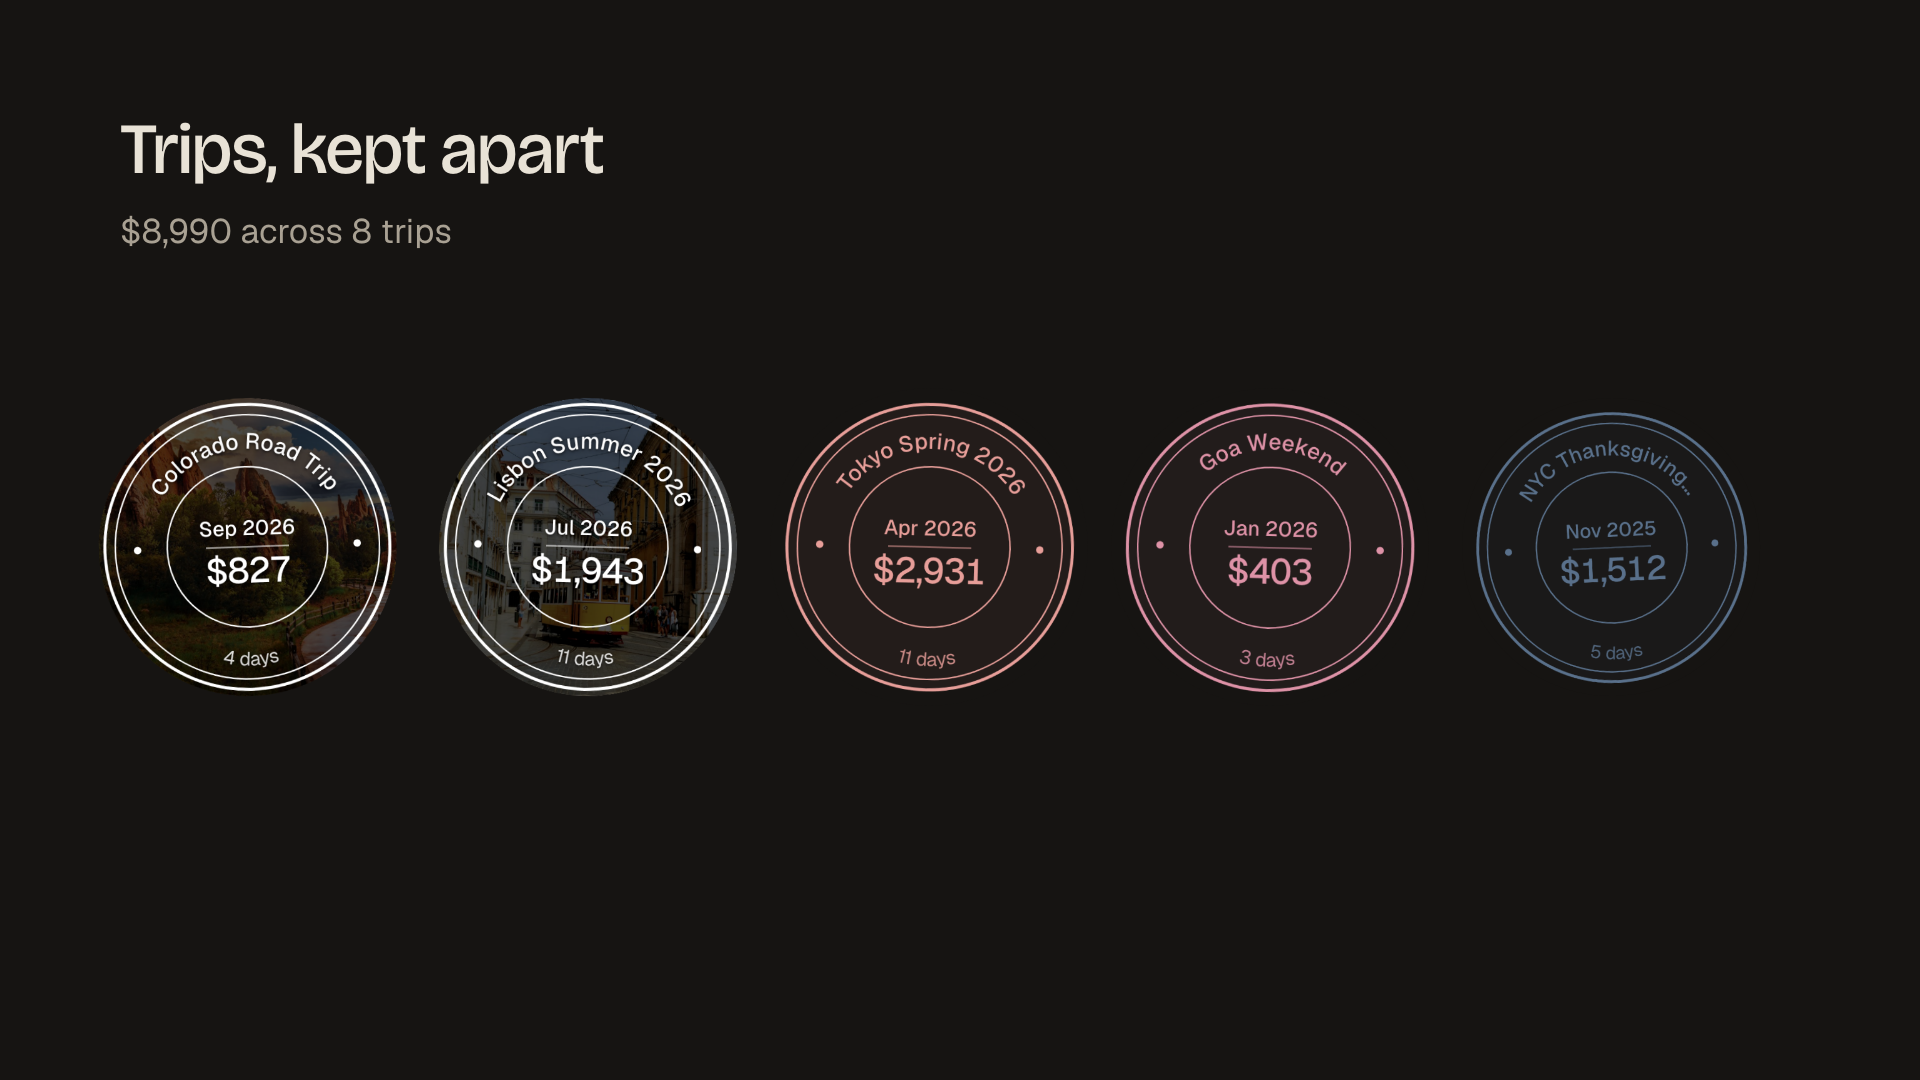 Trips, kept apart
$8,990 across 8 trips
Colorado Road Trip
Sep 2026
$827
4 days
Lisbon Summer 2026
Jul 2026
$1,943
11 days
Tokyo Spring 2026
Apr 2026
$2,931
11 days
Goa Weekend
Jan 2026
$403
3 days
NYC Thanksgiving...
Nov 2025
$1,512
5 days